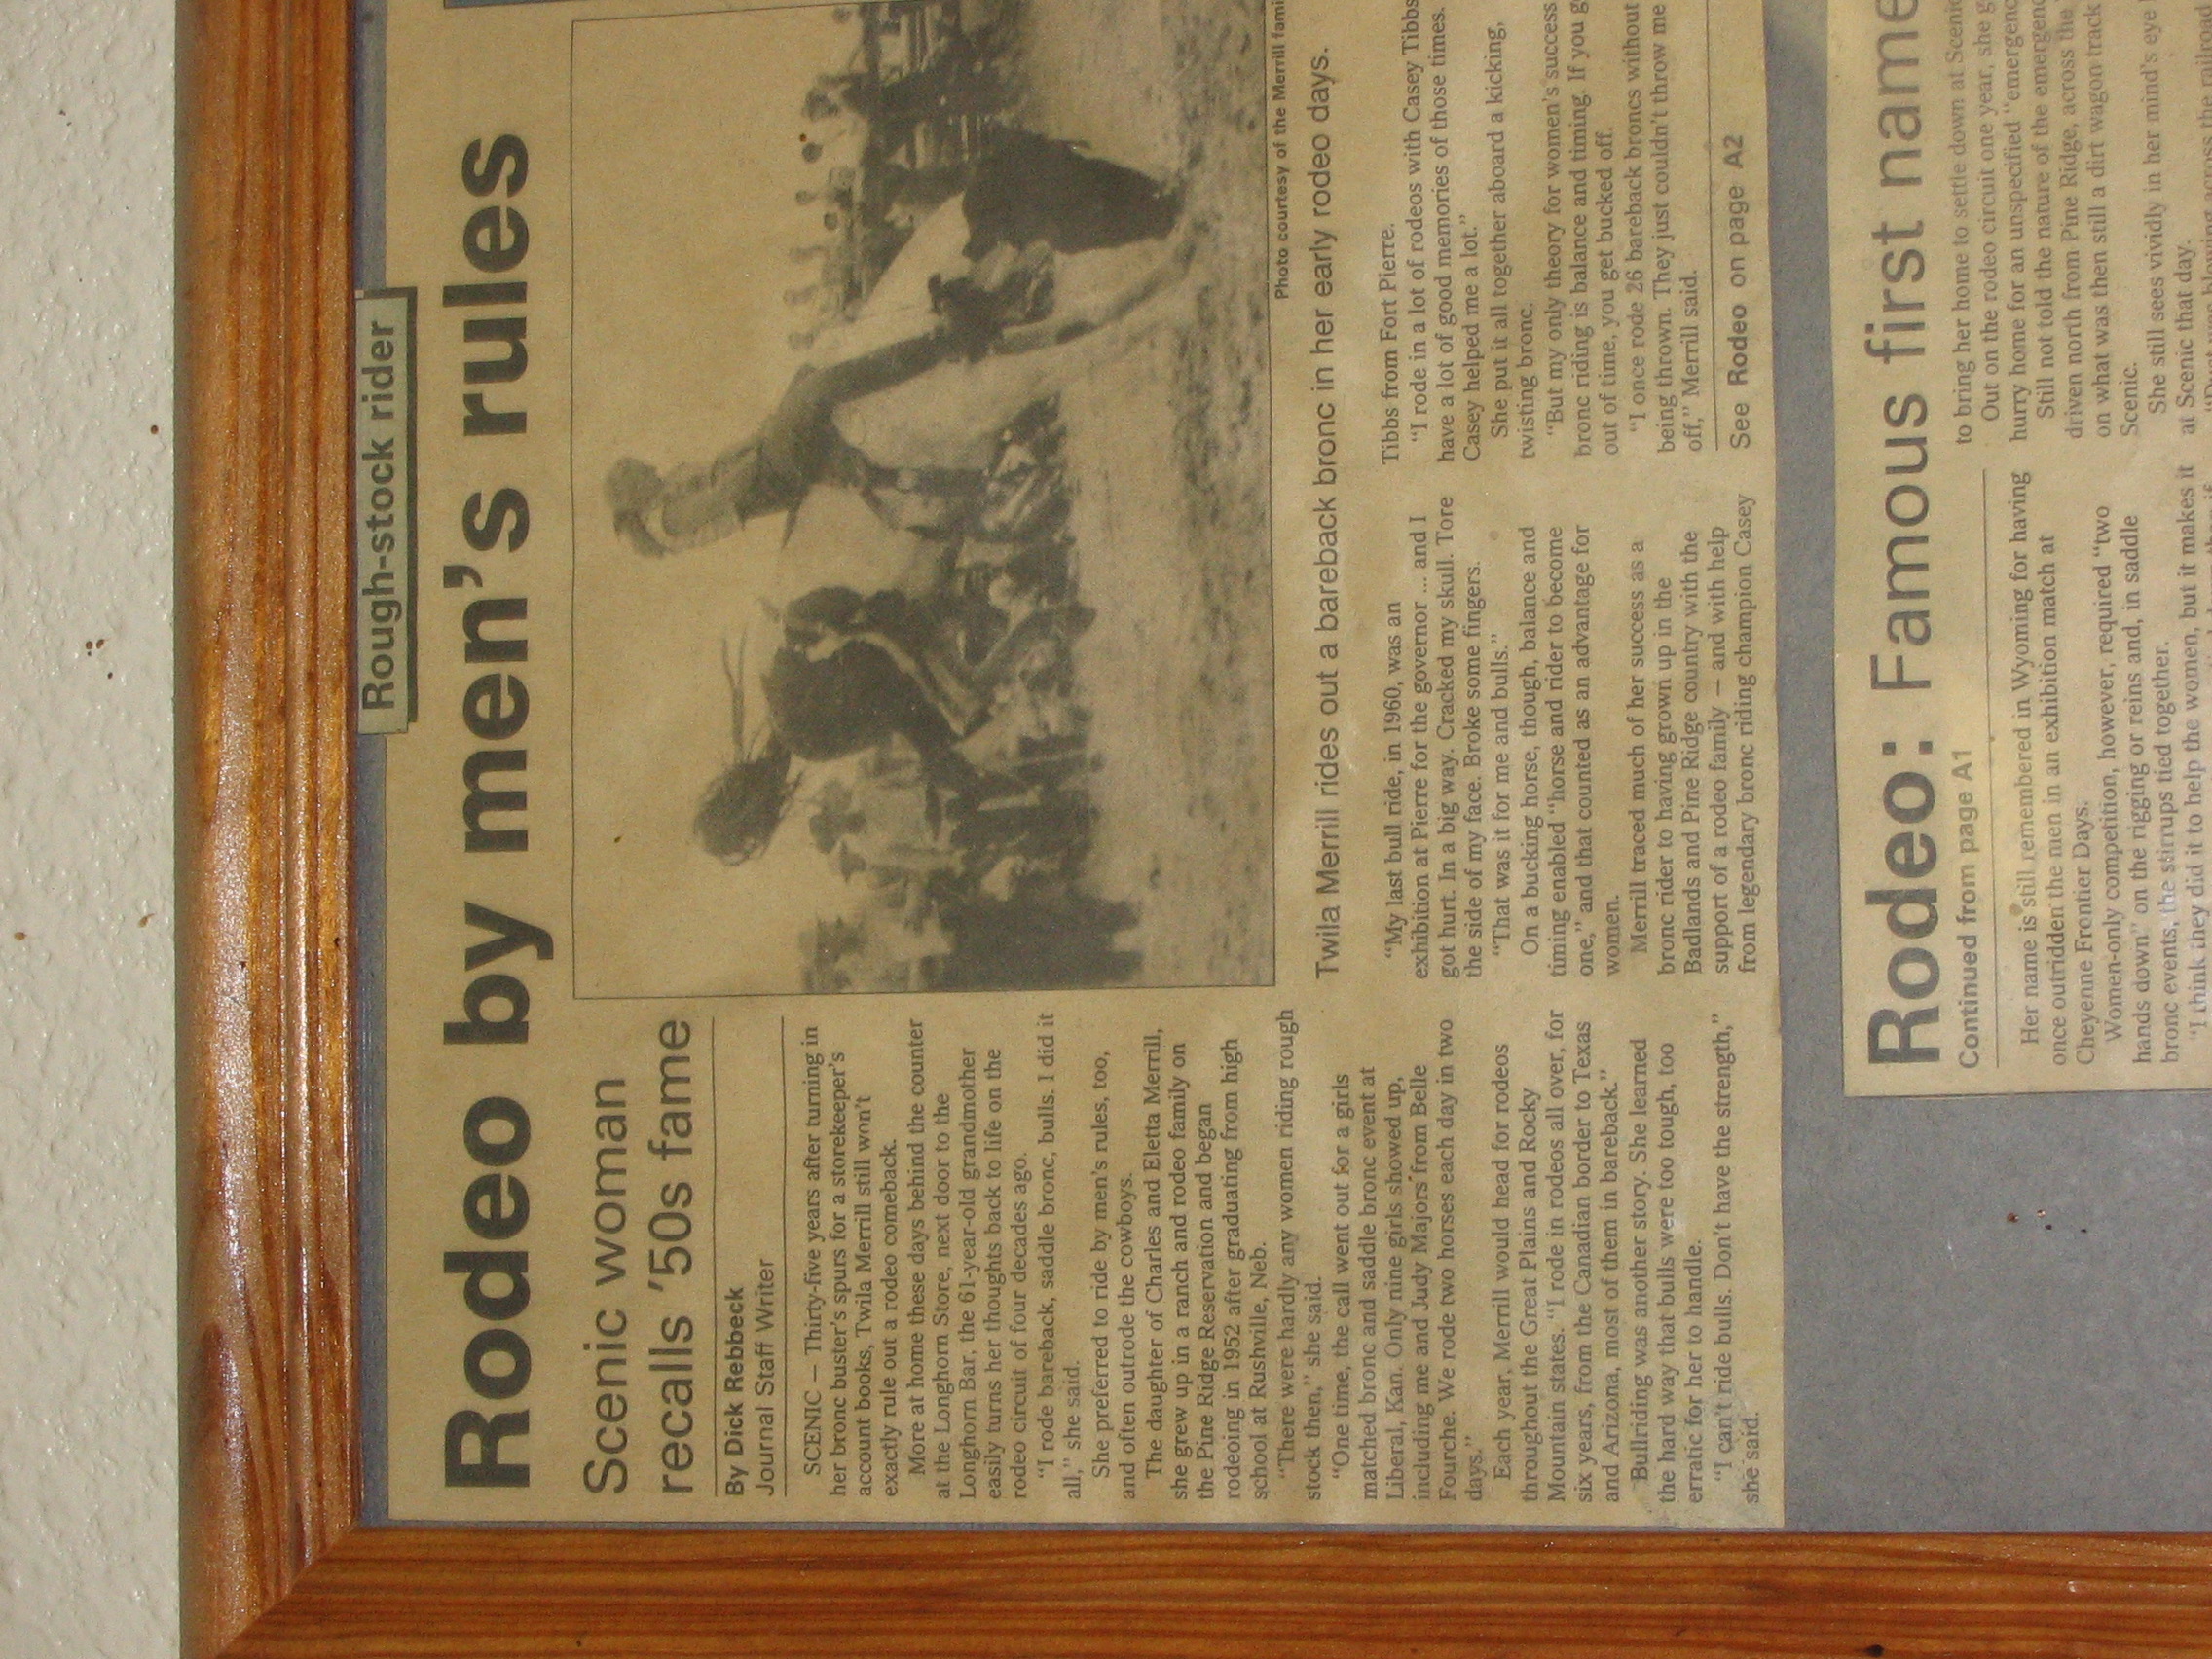 Rough-stock rider
Rodeo by men's rules
Scenic woman
recalls '50s fame
By Dick Rebbeck
Journal Staff Writer
SCENIC — Thirty-five years after turning in
her bronc buster's spurs for a storekeeper's
account books, Twila Merrill still won't
exactly rule out a rodeo comeback.
More at home these days behind the counter
at the Longhorn Store, next door to the
Longhorn Bar, the 61-year-old grandmother
easily turns her thoughts back to life on the
rodeo circuit of four decades ago.
"I rode bareback, saddle bronc, bulls. I did it
all," she said.
She preferred to ride by men's rules, too,
and often outrode the cowboys.
The daughter of Charles and Eletta Merrill,
she grew up in a ranch and rodeo family on
the Pine Ridge Reservation and began
rodeoing in 1952 after graduating from high
school at Rushville, Neb.
"There were hardly any women riding rough
stock then," she said.
"One time, the call went out for a girls
matched bronc and saddle bronc event at
Liberal, Kan. Only nine girls showed up,
including me and Judy Majors from Belle
Fourche. We rode two horses each day in two
days."
Each year, Merrill would head for rodeos
throughout the Great Plains and Rocky
Mountain states. "I rode in rodeos all over, for
six years, from the Canadian border to Texas
and Arizona, most of them in bareback."
Bullriding was another story. She learned
the hard way that bulls were too tough, too
erratic for her to handle.
"I can't ride bulls. Don't have the strength,"
she said.
Photo courtesy of the Merrill fami
Twila Merrill rides out a bareback bronc in her early rodeo days.
"My last bull ride, in 1960, was an
exhibition at Pierre for the governor ... and I
got hurt. In a big way. Cracked my skull. Tore
the side of my face. Broke some fingers.
"That was it for me and bulls."
On a bucking horse, though, balance and
timing enabled "horse and rider to become
one," and that counted as an advantage for
women.
Merrill traced much of her success as a
bronc rider to having grown up in the
Badlands and Pine Ridge country with the
support of a rodeo family — and with help
from legendary bronc riding champion Casey
Tibbs from Fort Pierre.
"I rode in a lot of rodeos with Casey Tibbs
have a lot of good memories of those times.
Casey helped me a lot."
She put it all together aboard a kicking,
twisting bronc.
"But my only theory for women's success
bronc riding is balance and timing. If you g
out of time, you get bucked off.
"I once rode 26 bareback broncs without
being thrown. They just couldn't throw me
off," Merrill said.
See Rodeo on page A2
Rodeo: Famous first name
Continued from page A1
Her name is still remembered in Wyoming for having
once outridden the men in an exhibition match at
Cheyenne Frontier Days.
Women-only competition, however, required "two
hands down" on the rigging or reins and, in saddle
bronc events, the stirrups tied together.
"I think they did it to help the women, but it makes it
to bring her home to settle down at Scenic
Out on the rodeo circuit one year, she g
hurry home for an unspecified "emergenc
Still not told the nature of the emergenc
driven north from Pine Ridge, across the
on what was then still a dirt wagon track
Scenic.
She still sees vividly in her mind's eye
at Scenic that day.